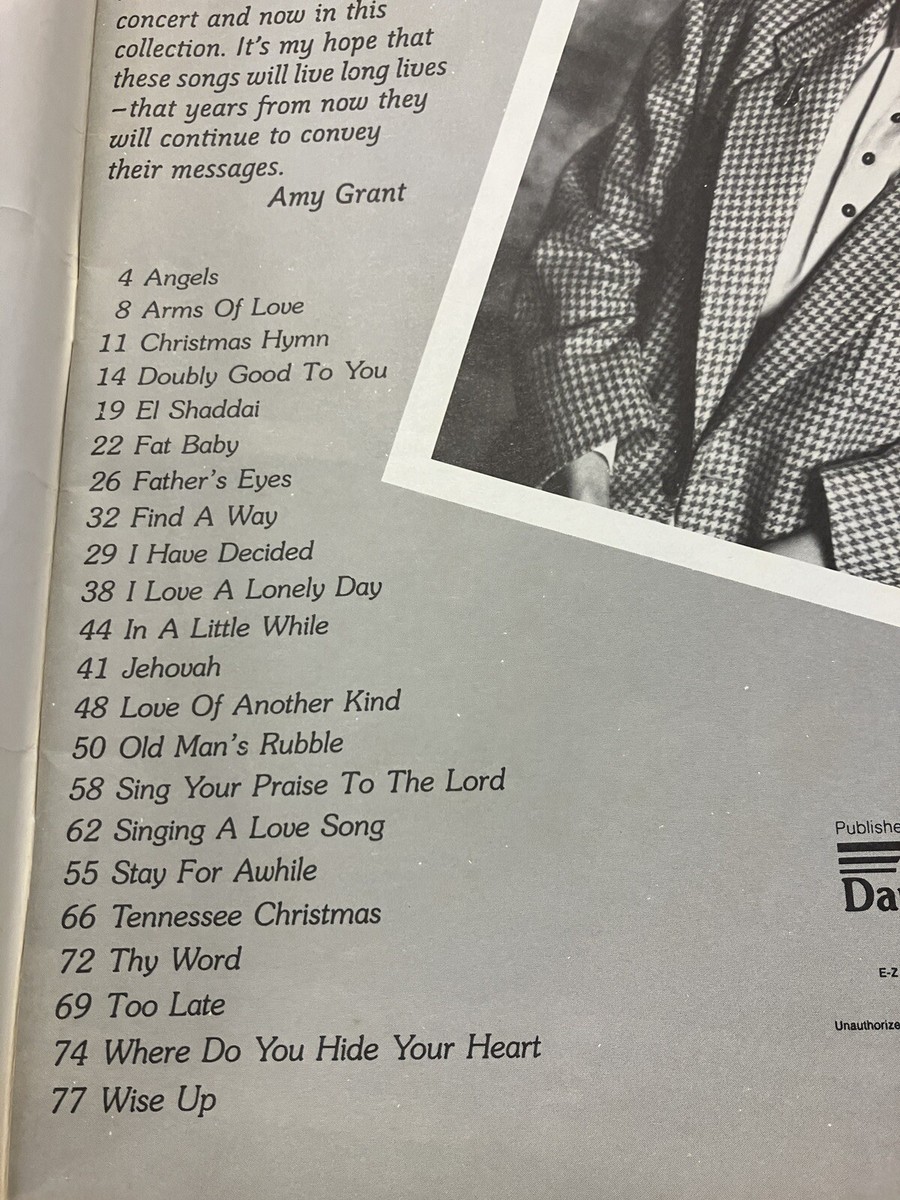 concert and now in this
collection. It's my hope that
these songs will live long lives
–that years from now they
will continue to convey
their messages.
Amy Grant
4 Angels
8 Arms Of Love
11 Christmas Hymn
14 Doubly Good To You
19 El Shaddai
22 Fat Baby
26 Father's Eyes
32 Find A Way
29 I Have Decided
38 I Love A Lonely Day
44 In A Little While
41 Jehovah
48 Love Of Another Kind
50 Old Man's Rubble
58 Sing Your Praise To The Lord
62 Singing A Love Song
55 Stay For Awhile
66 Tennessee Christmas
72 Thy Word
69 Too Late
74 Where Do You Hide Your Heart
77 Wise Up
Publishe
Da
E-Z
Unauthorize